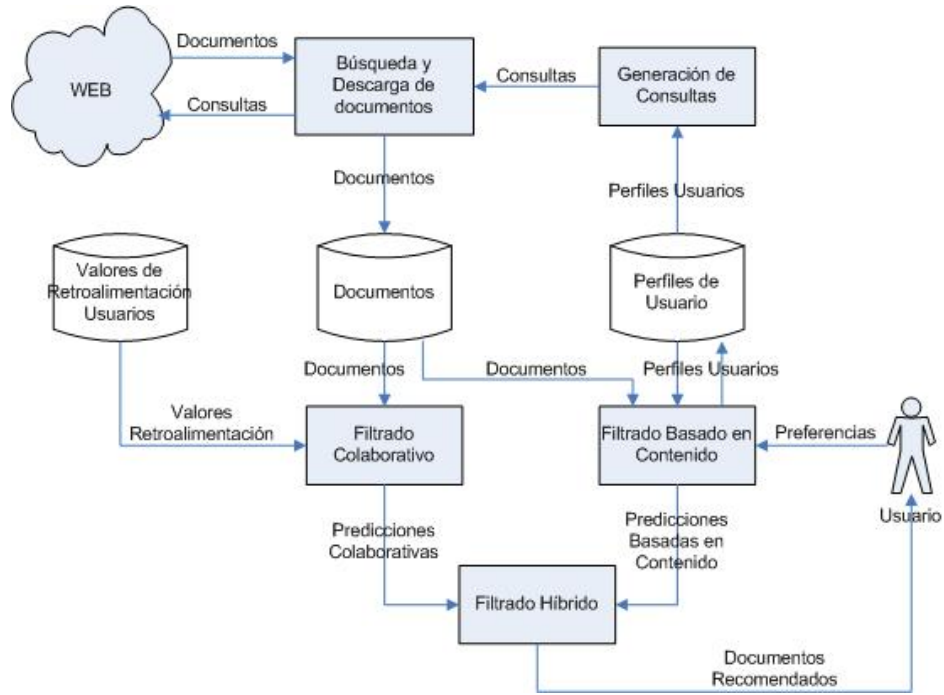 Documentos
WEB
Consultas
Búsqueda y
Descarga de
documentos
Consultas
Generación de
Consultas
Documentos
Perfiles Usuarios
Valores de
Retroalimentación
Usuarios
Documentos
Perfiles de
Usuario
Documentos
Documentos
Perfiles Usuarios
Valores
Retroalimentación
Filtrado
Colaborativo
Filtrado Basado en
Contenido
Preferencias
Usuario
Predicciones
Colaborativas
Predicciones
Basadas en
Contenido
Filtrado Híbrido
Documentos
Recomendados